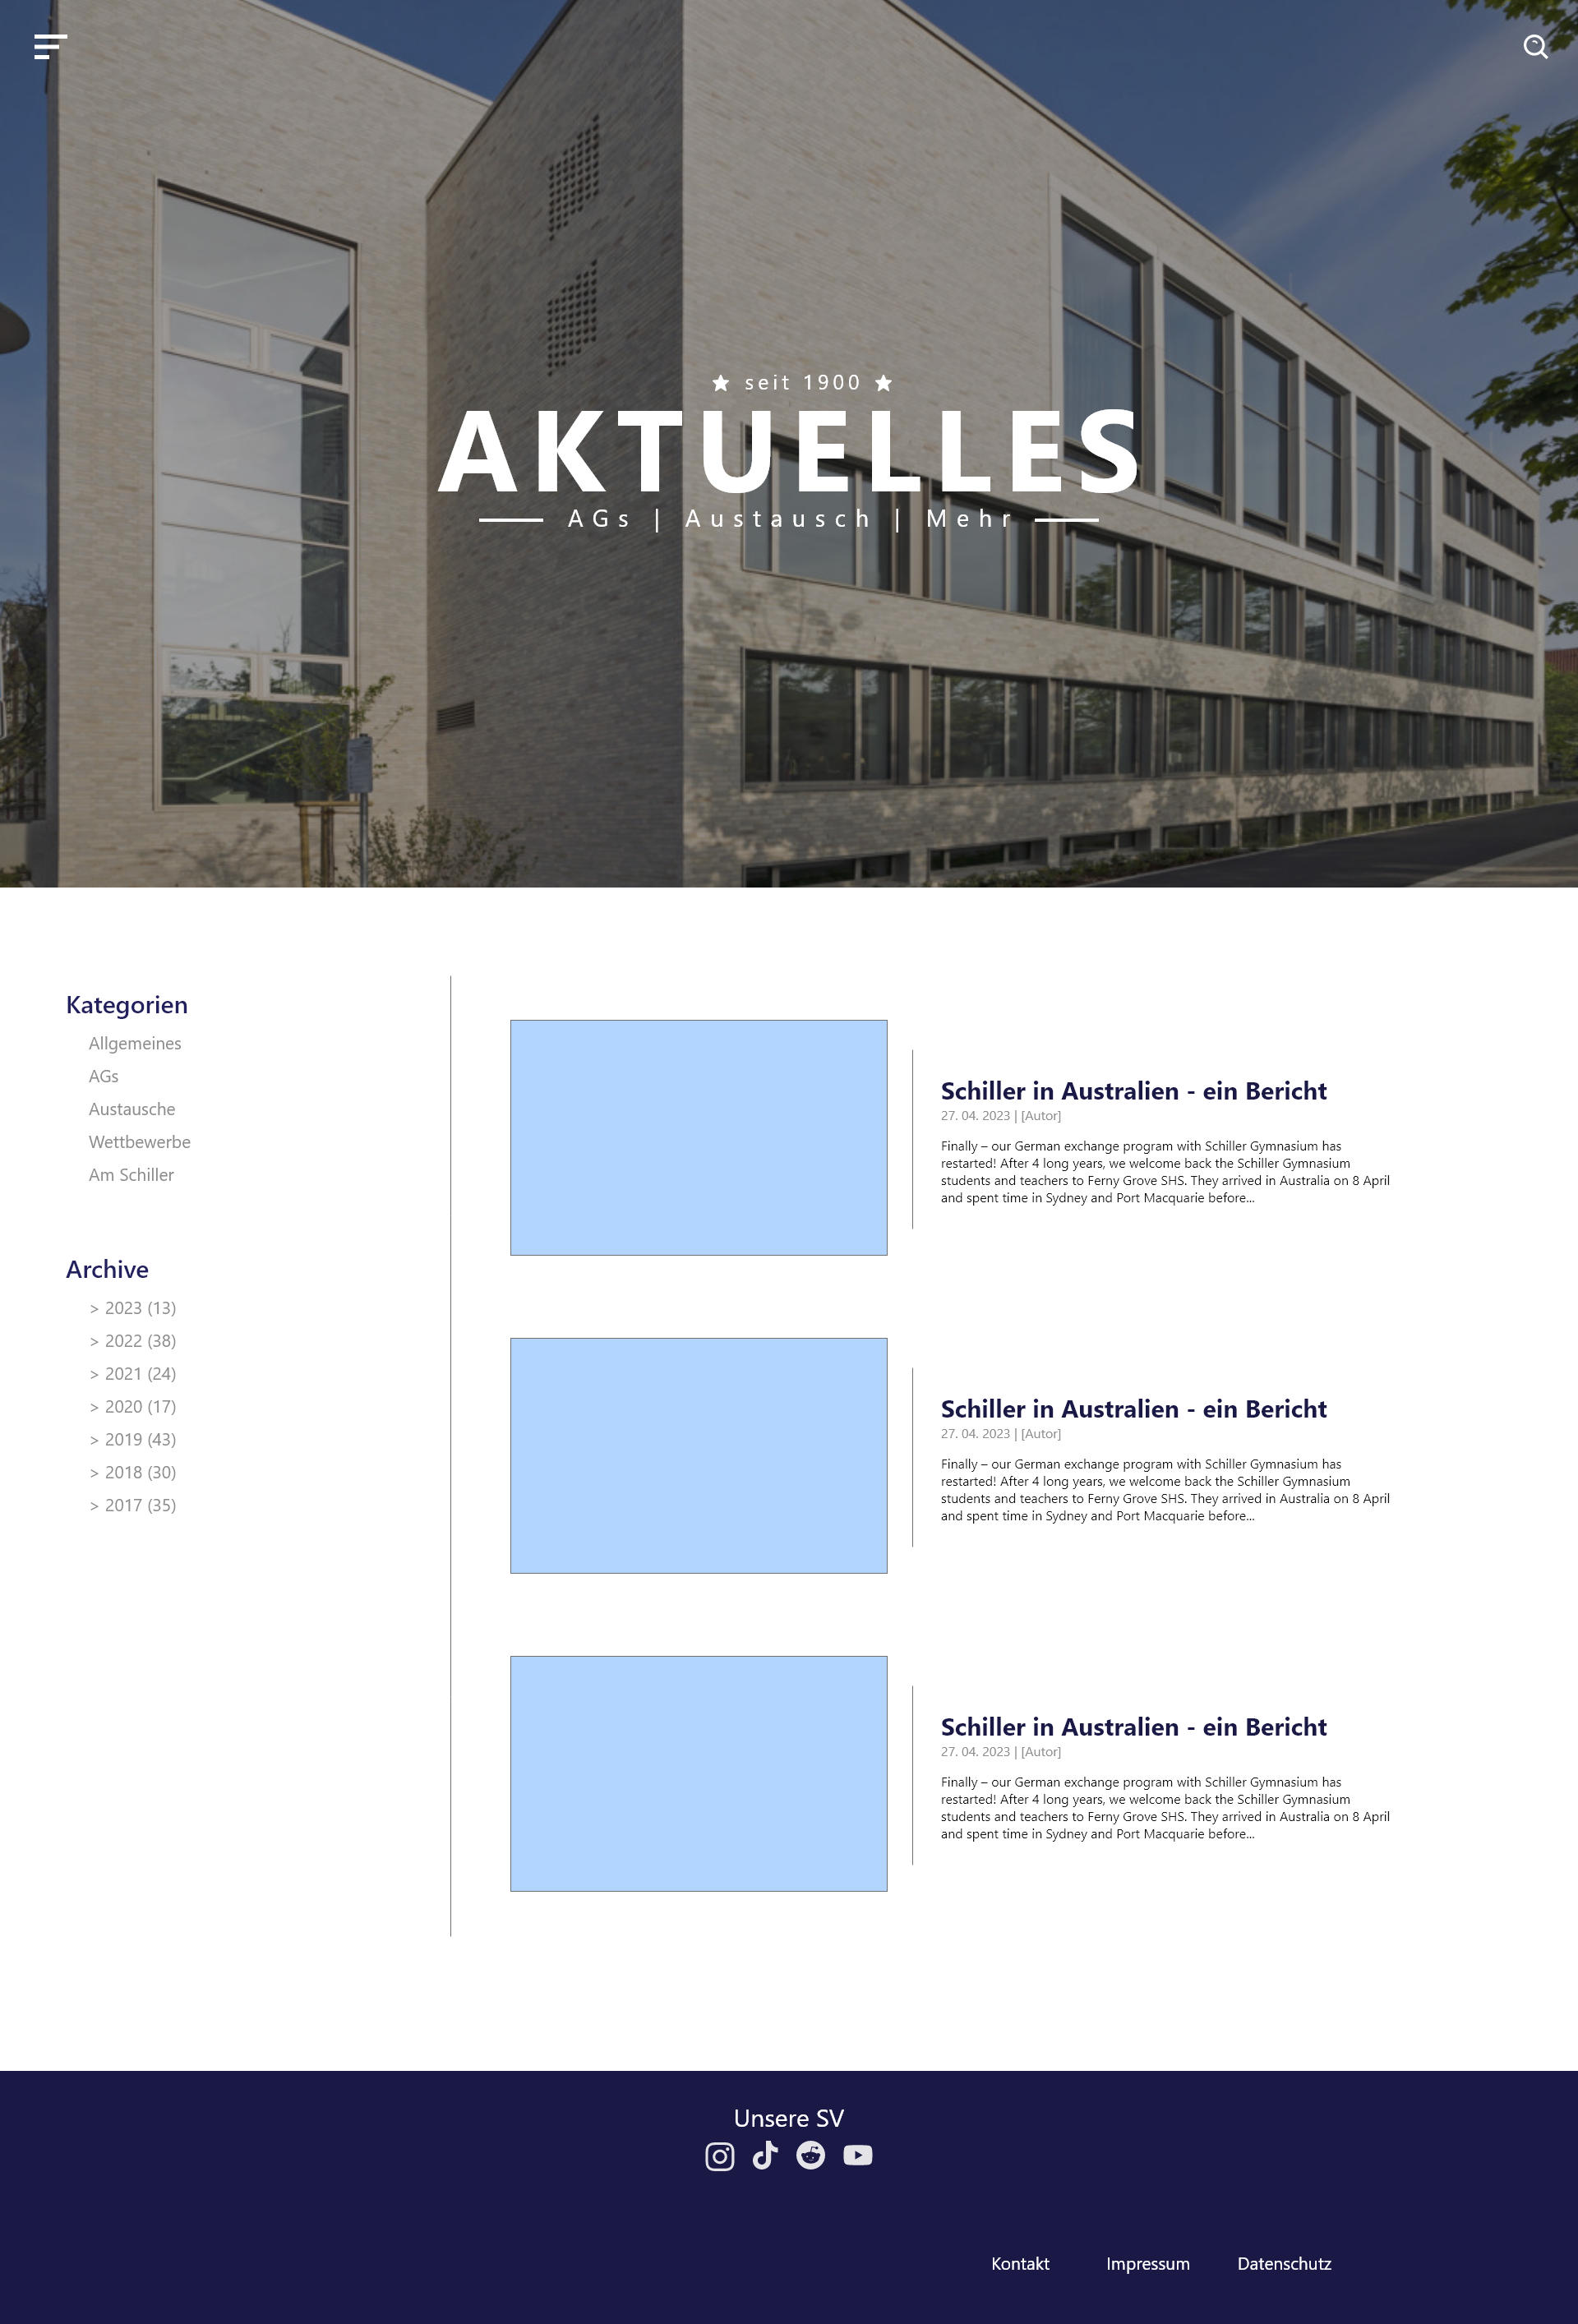 seit 1900
AKTUELLES
AGs | Austausch | Mehr
Kategorien
Allgemeines
AGs
Austausche
Wettbewerbe
Am Schiller
Archive
> 2023 (13)
> 2022 (38)
> 2021 (24)
> 2020 (17)
> 2019 (43)
> 2018 (30)
> 2017 (35)
Schiller in Australien - ein Bericht
27. 04. 2023 | [Autor]
Finally – our German exchange program with Schiller Gymnasium has
restarted! After 4 long years, we welcome back the Schiller Gymnasium
students and teachers to Ferny Grove SHS. They arrived in Australia on 8 April
and spent time in Sydney and Port Macquarie before...
Schiller in Australien - ein Bericht
27. 04. 2023 | [Autor]
Finally – our German exchange program with Schiller Gymnasium has
restarted! After 4 long years, we welcome back the Schiller Gymnasium
students and teachers to Ferny Grove SHS. They arrived in Australia on 8 April
and spent time in Sydney and Port Macquarie before...
Schiller in Australien - ein Bericht
27. 04. 2023 | [Autor]
Finally – our German exchange program with Schiller Gymnasium has
restarted! After 4 long years, we welcome back the Schiller Gymnasium
students and teachers to Ferny Grove SHS. They arrived in Australia on 8 April
and spent time in Sydney and Port Macquarie before...
Unsere SV
Kontakt Impressum Datenschutz